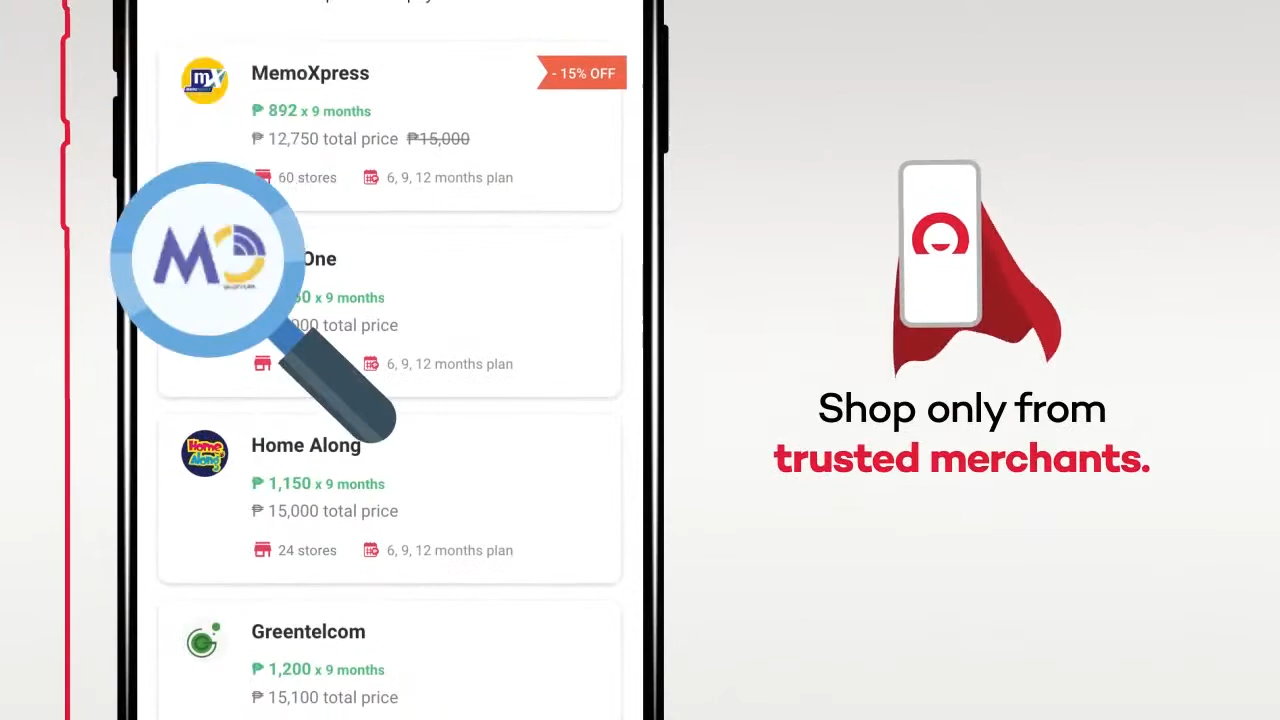 MemoXpress
- 15% OFF
₱ 892 x 9 months
₱ 12,750 total price ₱15,000
60 stores 6, 9, 12 months plan
One
x 9 months
total price
6, 9, 12 months plan
Home Along
Home Along
₱ 1,150 x 9 months
₱ 15,000 total price
24 stores 6, 9, 12 months plan
Greentelcom
₱ 1,200 x 9 months
₱ 15,100 total price
Shop only from
trusted merchants.